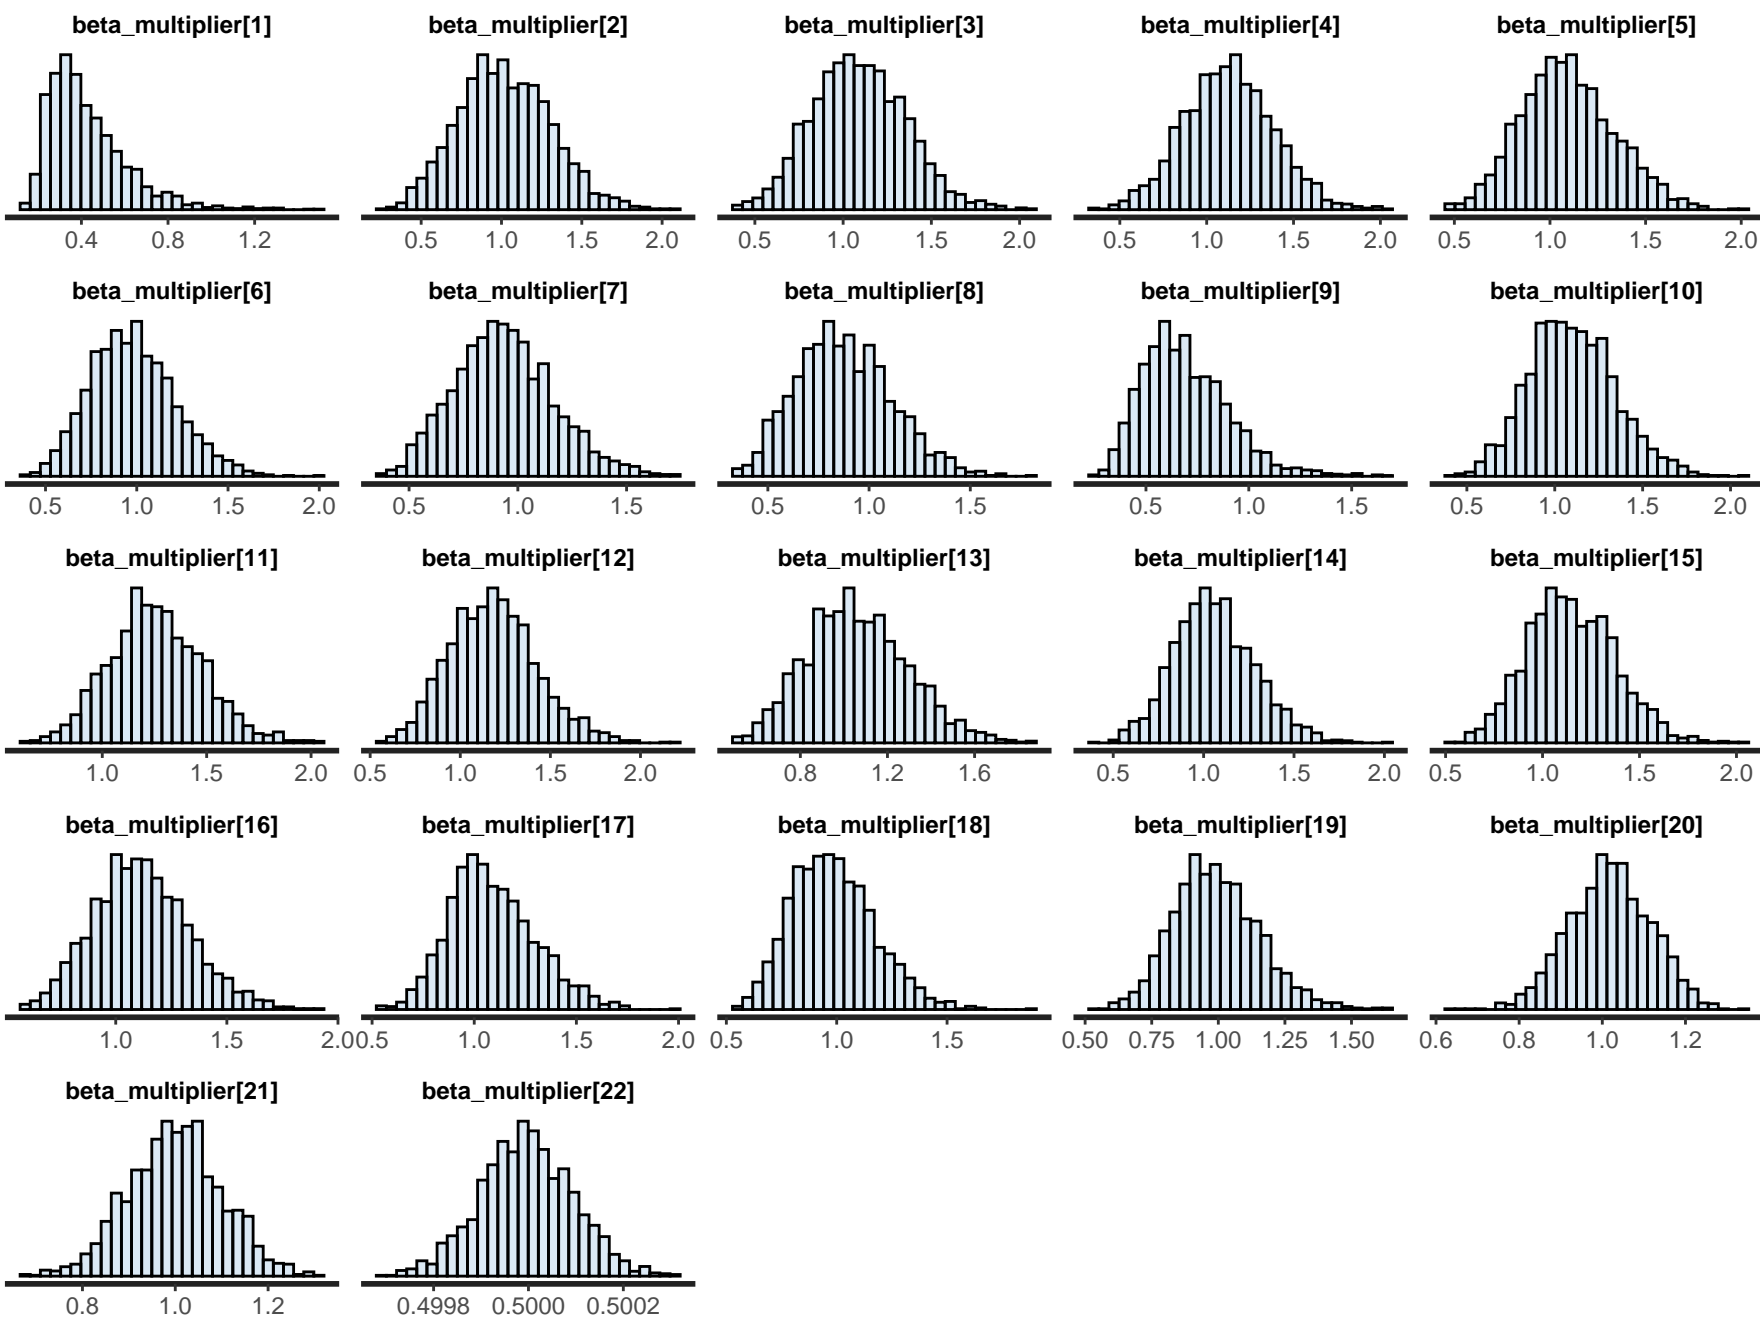 beta_multiplier[1] beta_multiplier[2] beta_multiplier[3] beta_multiplier[4] beta_multiplier[5]
0.4 0.8 1.2 0.5 1.0 1.5 2.0 0.5 1.0 1.5 2.0 0.5 1.0 1.5 2.0 0.5 1.0 1.5 2.0
beta_multiplier[6] beta_multiplier[7] beta_multiplier[8] beta_multiplier[9] beta_multiplier[10]
0.5 1.0 1.5 2.0 0.5 1.0 1.5 0.5 1.0 1.5 0.5 1.0 1.5 0.5 1.0 1.5 2.0
beta_multiplier[11] beta_multiplier[12] beta_multiplier[13] beta_multiplier[14] beta_multiplier[15]
1.0 1.5 2.0 0.5 1.0 1.5 2.0 0.8 1.2 1.6 0.5 1.0 1.5 2.0 0.5 1.0 1.5 2.0
beta_multiplier[16] beta_multiplier[17] beta_multiplier[18] beta_multiplier[19] beta_multiplier[20]
1.0 1.5 2.0 0.5 1.0 1.5 2.0 0.5 1.0 1.5 0.50 0.75 1.00 1.25 1.50 0.6 0.8 1.0 1.2
beta_multiplier[21] beta_multiplier[22]
0.8 1.0 1.2 0.4998 0.5000 0.5002